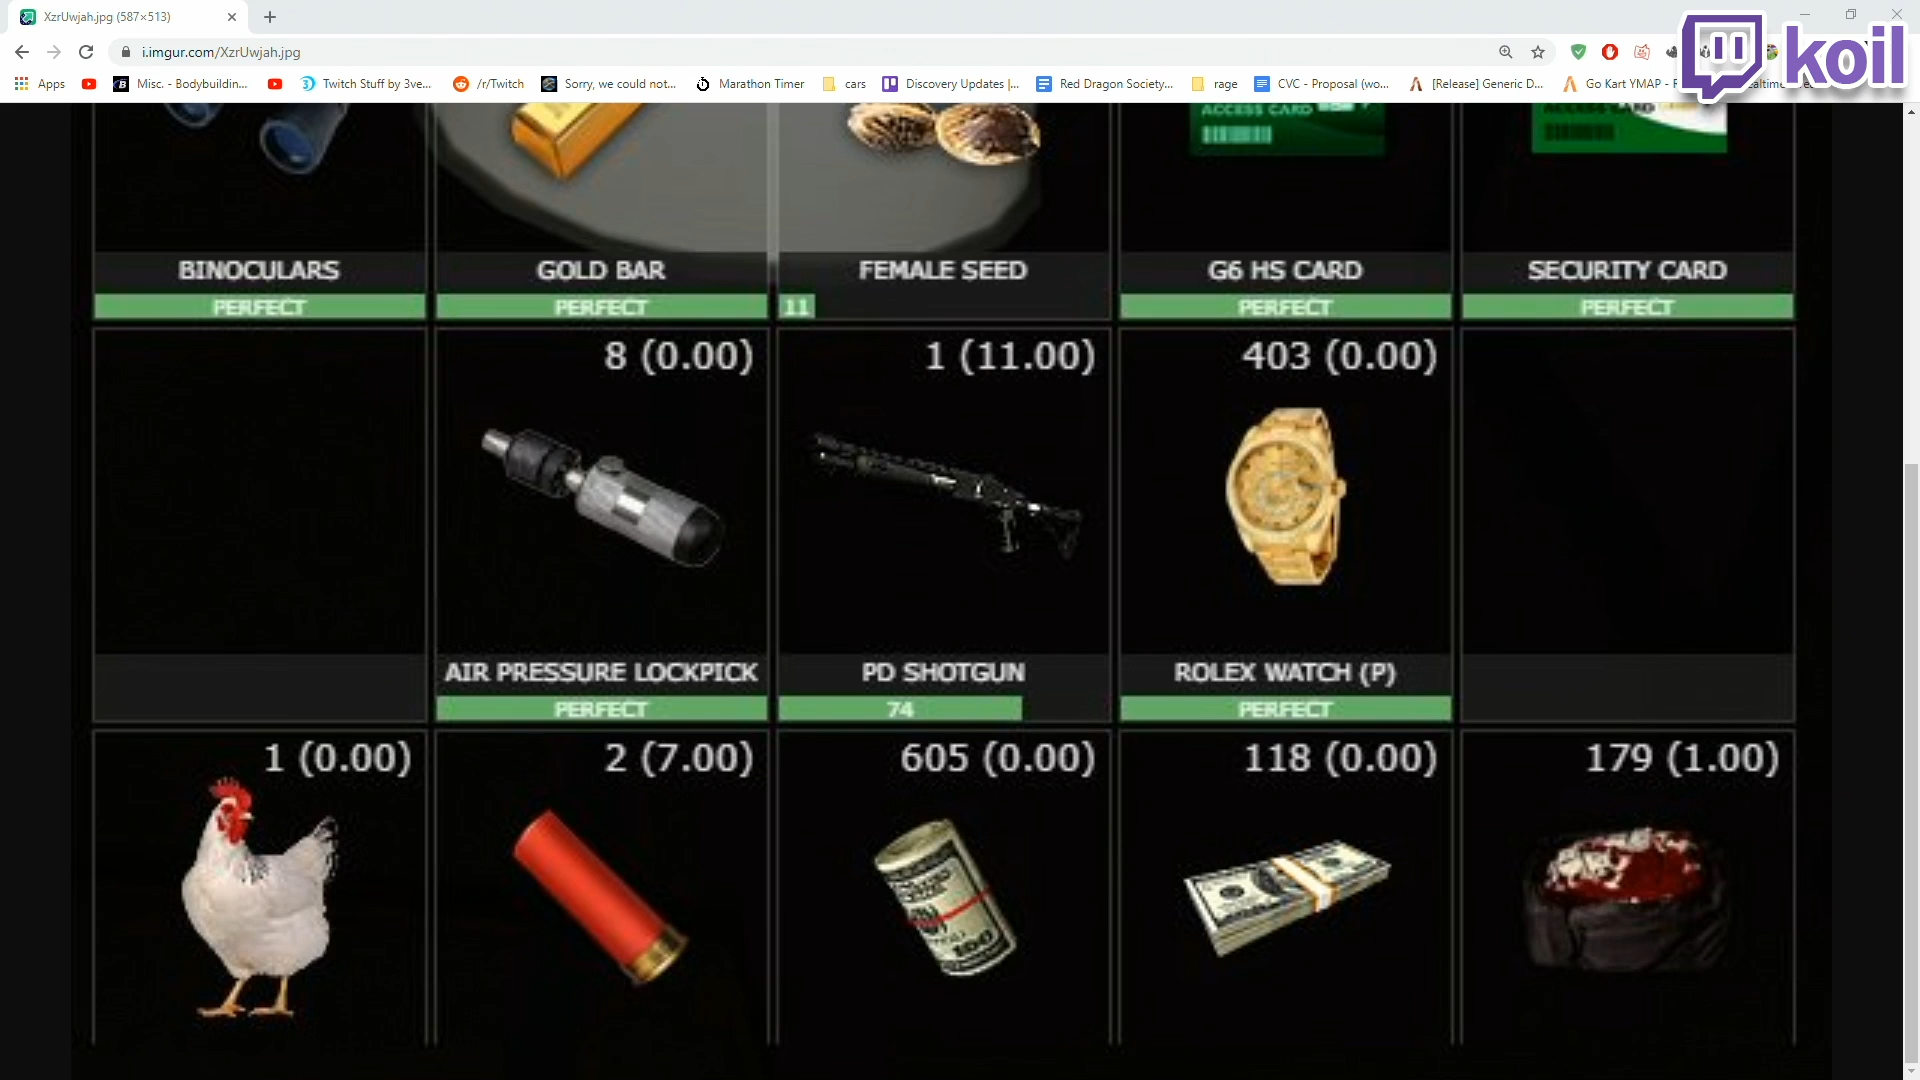 XzrUwjah.jpg (587×513)
i.imgur.com/XzrUwjah.jpg
Apps
Misc. - Bodybuildin...
Twitch Stuff by 3ve...
/r/Twitch
Sorry, we could not...
Marathon Timer
cars
Discovery Updates |...
Red Dragon Society...
rage
CVC - Proposal (wo...
[Release] Generic D...
Go Kart YMAP -
koil
ACCESS CARD
BINOCULARS
GOLD BAR
FEMALE SEED
G6 HS CARD
SECURITY CARD
PERFECT
PERFECT
11
PERFECT
PERFECT
8 (0.00)
1 (11.00)
403 (0.00)
AIR PRESSURE LOCKPICK
PD SHOTGUN
ROLEX WATCH (P)
PERFECT
74
PERFECT
1 (0.00)
2 (7.00)
605 (0.00)
118 (0.00)
179 (1.00)
100